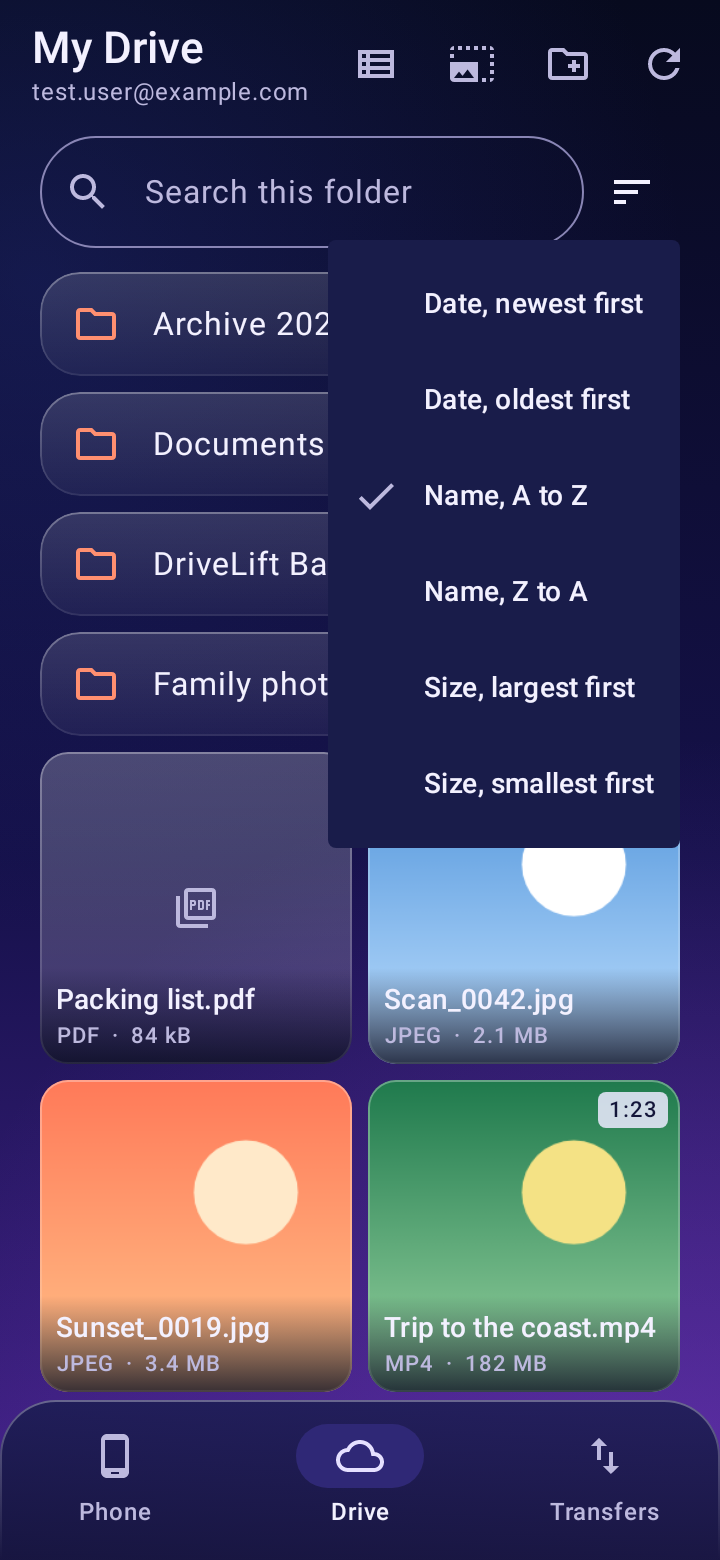 My Drive
test.user@example.com
Search this folder
Date, newest first
Date, oldest first
Name, A to Z
Name, Z to A
Size, largest first
Size, smallest first
Archive 202
Documents
DriveLift Ba
Family phot
PDF
Packing list.pdf
PDF · 84 kB
Scan_0042.jpg
JPEG · 2.1 MB
1:23
Sunset_0019.jpg
JPEG · 3.4 MB
Trip to the coast.mp4
MP4 · 182 MB
Phone
Drive
Transfers